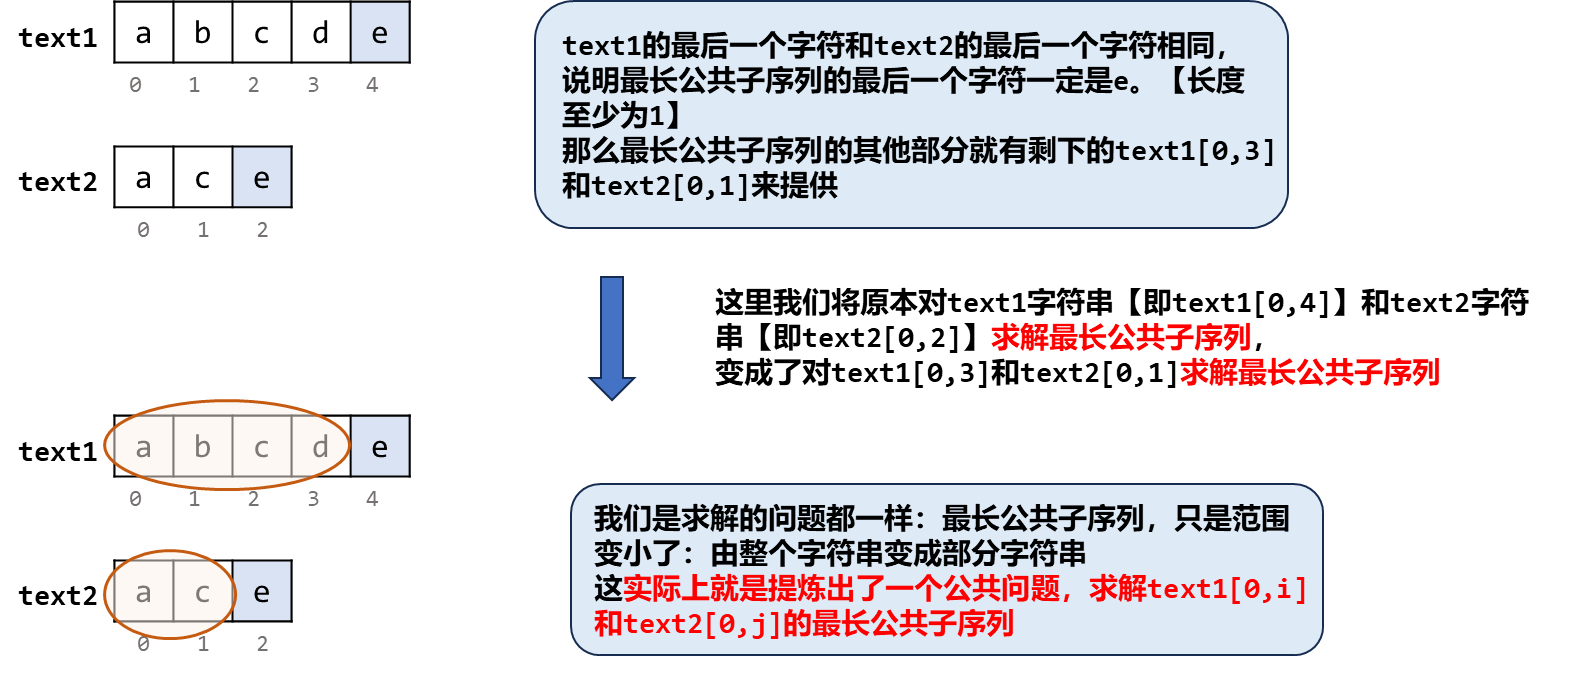 text1 a b c d e
0 1 2 3 4
text2 a c e
0 1 2
text1的最后一个字符和text2的最后一个字符相同，
说明最长公共子序列的最后一个字符一定是e。【长度
至少为1】
那么最长公共子序列的其他部分就有剩下的text1[0,3]
和text2[0,1]来提供
这里我们将原本对text1字符串【即text1[0,4]】和text2字符
串【即text2[0,2]】求解最长公共子序列，
变成了对text1[0,3]和text2[0,1]求解最长公共子序列
text1 a b c d e
0 1 2 3 4
text2 a c e
0 1 2
我们是求解的问题都一样：最长公共子序列，只是范围
变小了：由整个字符串变成部分字符串
这实际上就是提炼出了一个公共问题，求解text1[0,i]
和text2[0,j]的最长公共子序列